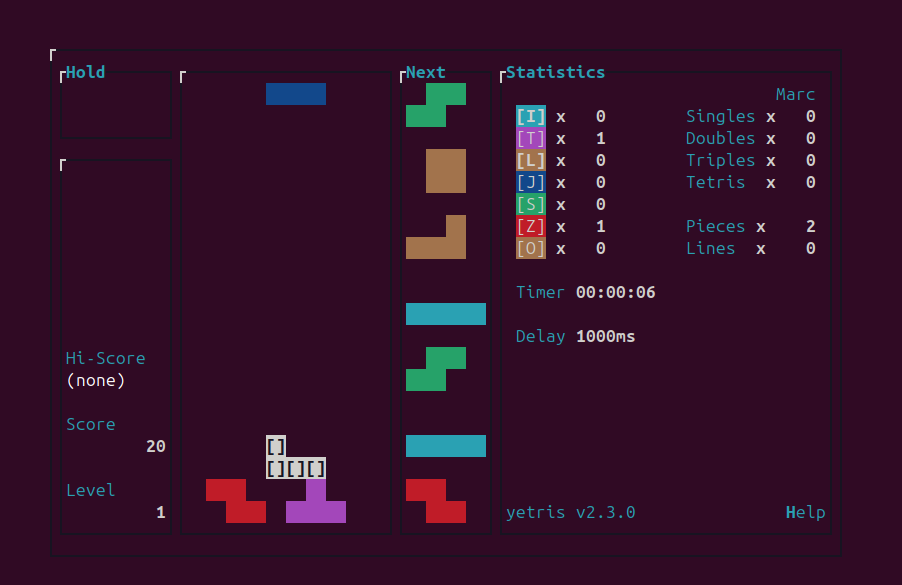 Hold
Next
Statistics
Marc
[I] x 0 Singles x 0
[T] x 1 Doubles x 0
[L] x 0 Triples x 0
[J] x 0 Tetris x 0
[S] x 0
[Z] x 1 Pieces x 2
[O] x 0 Lines x 0
Timer 00:00:06
Delay 1000ms
Hi-Score
(none)
Score
20
Level
1
[]
[][][]
yetris v2.3.0
Help